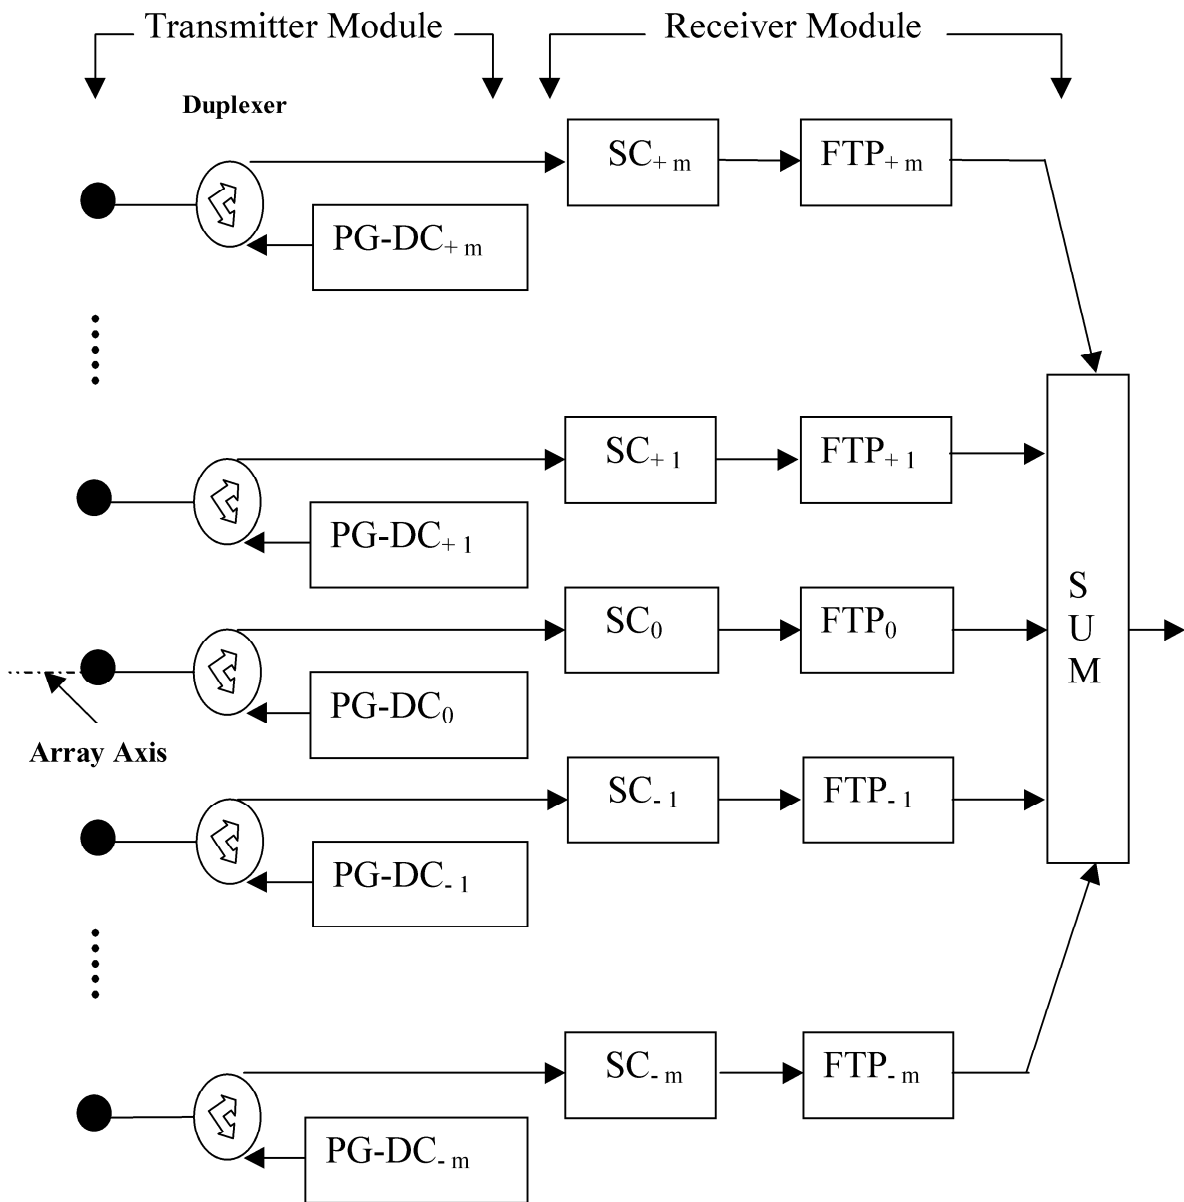 Transmitter Module
Receiver Module
Duplexer
SC+ m
FTP+ m
PG-DC+ m
SC+ 1
FTP+ 1
PG-DC+ 1
S
U
M
SC0
FTP0
PG-DC0
Array Axis
SC- 1
FTP- 1
PG-DC- 1
SC- m
FTP- m
PG-DC- m